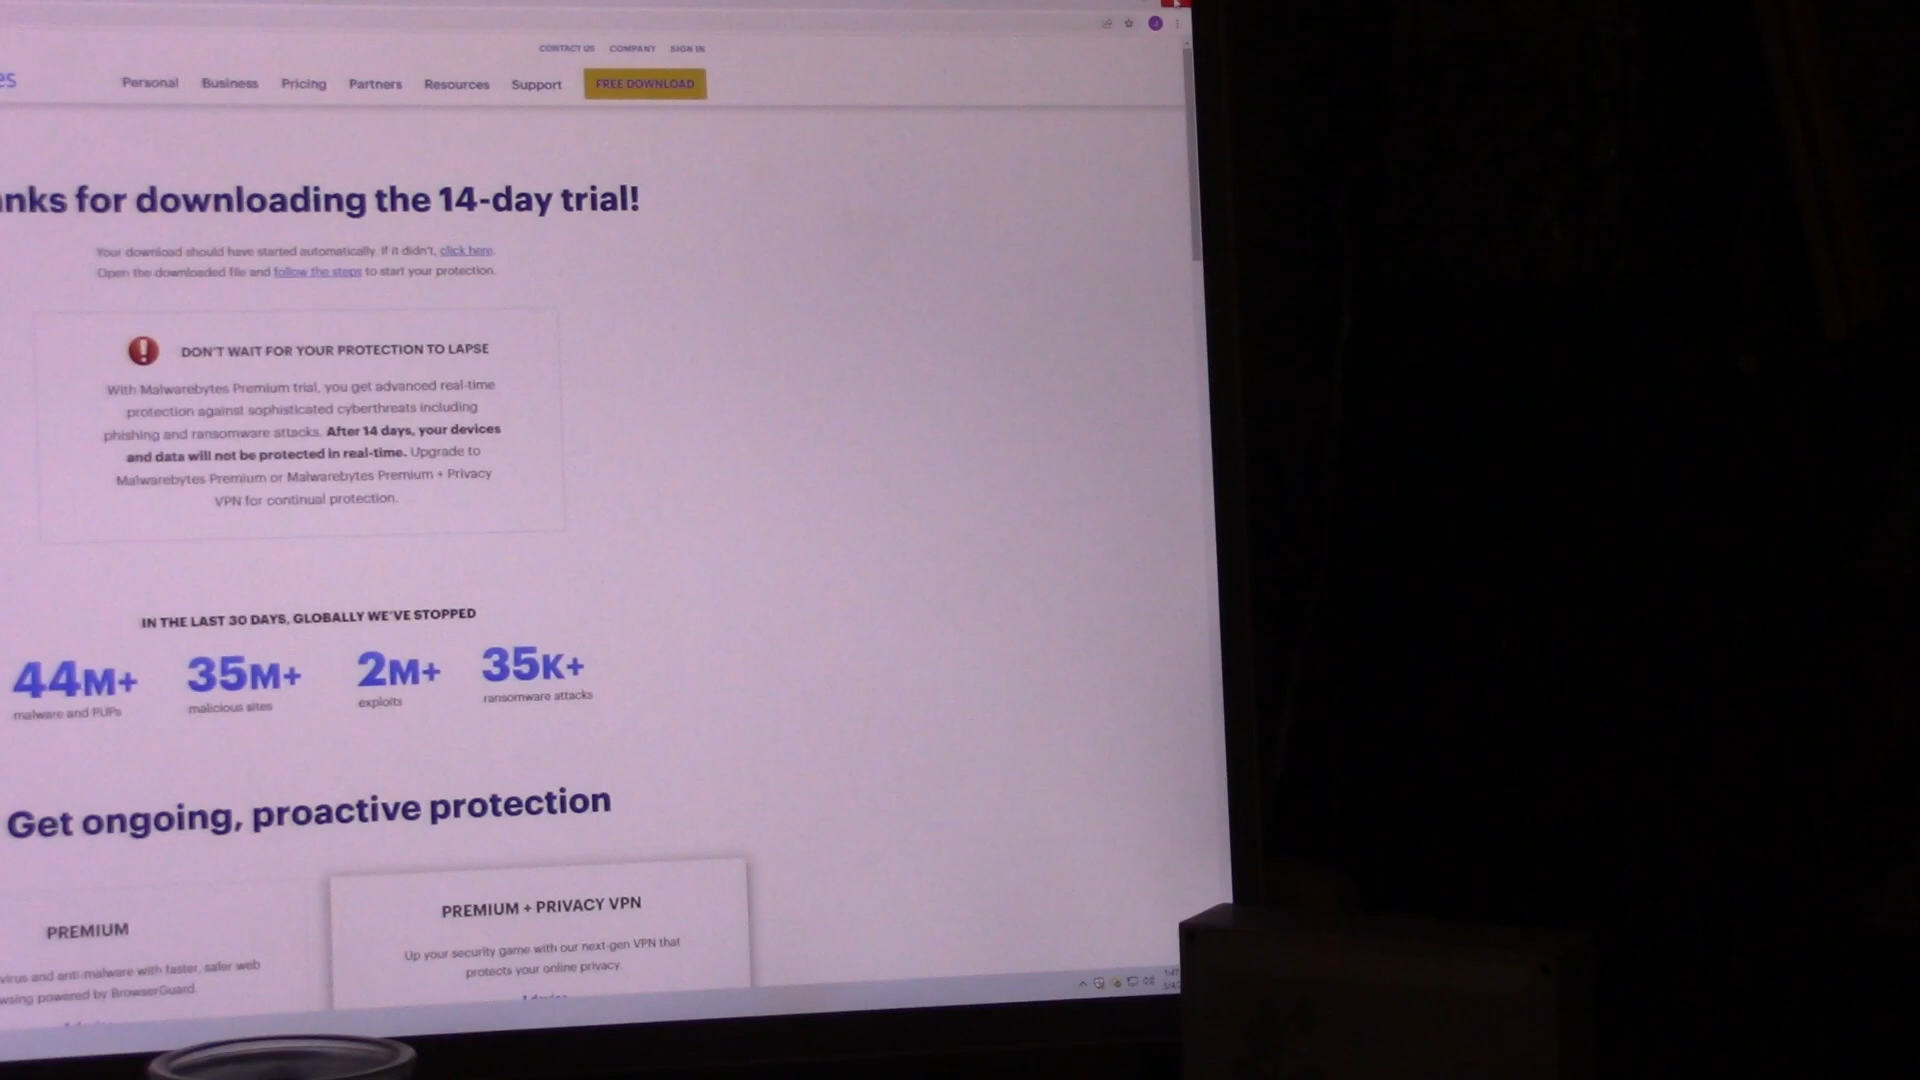 CONTACT US COMPANY SIGN IN
es Personal Business Pricing Partners Resources Support FREE DOWNLOAD
nks for downloading the 14-day trial!
Your download should have started automatically. If it didn't, click here.
Open the downloaded file and follow the steps to start your protection.
DON'T WAIT FOR YOUR PROTECTION TO LAPSE
With Malwarebytes Premium trial, you get advanced real-time
protection against sophisticated cyberthreats including
phishing and ransomware attacks. After 14 days, your devices
and data will not be protected in real-time. Upgrade to
Malwarebytes Premium or Malwarebytes Premium + Privacy
VPN for continual protection.
IN THE LAST 30 DAYS, GLOBALLY WE'VE STOPPED
44M+ 35M+ 2M+ 35K+
malware and PUPs malicious sites exploits ransomware attacks
Get ongoing, proactive protection
PREMIUM
virus and anti-malware with faster, safer web
wsing powered by BrowserGuard.
PREMIUM + PRIVACY VPN
Up your security game with our next-gen VPN that
protects your online privacy.